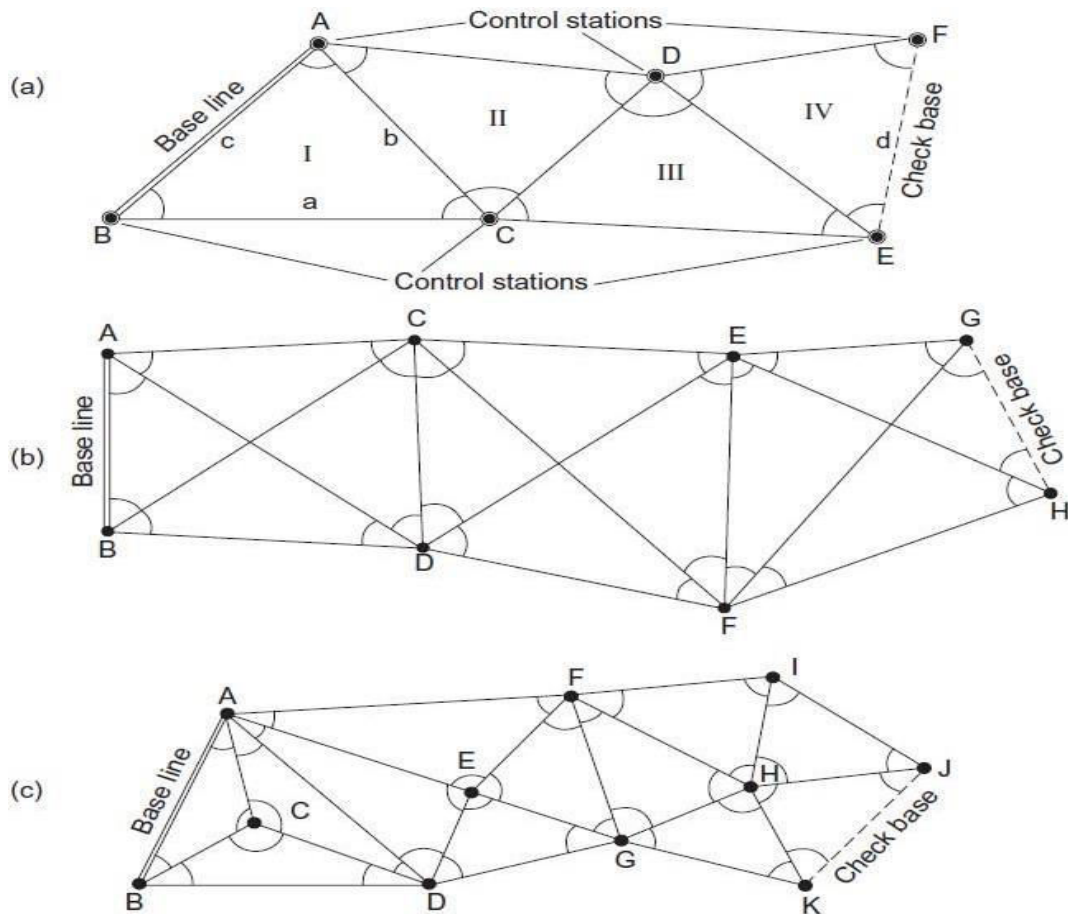 Control stations
A
F
D
(a)
Base line
c
b
II
IV
d
Check base
I
III
a
B
C
E
Control stations
A
C
E
G
(b)
Base line
Check base
H
B
D
F
A
F
I
(c)
Base line
E
H
J
C
Check base
G
B
D
K